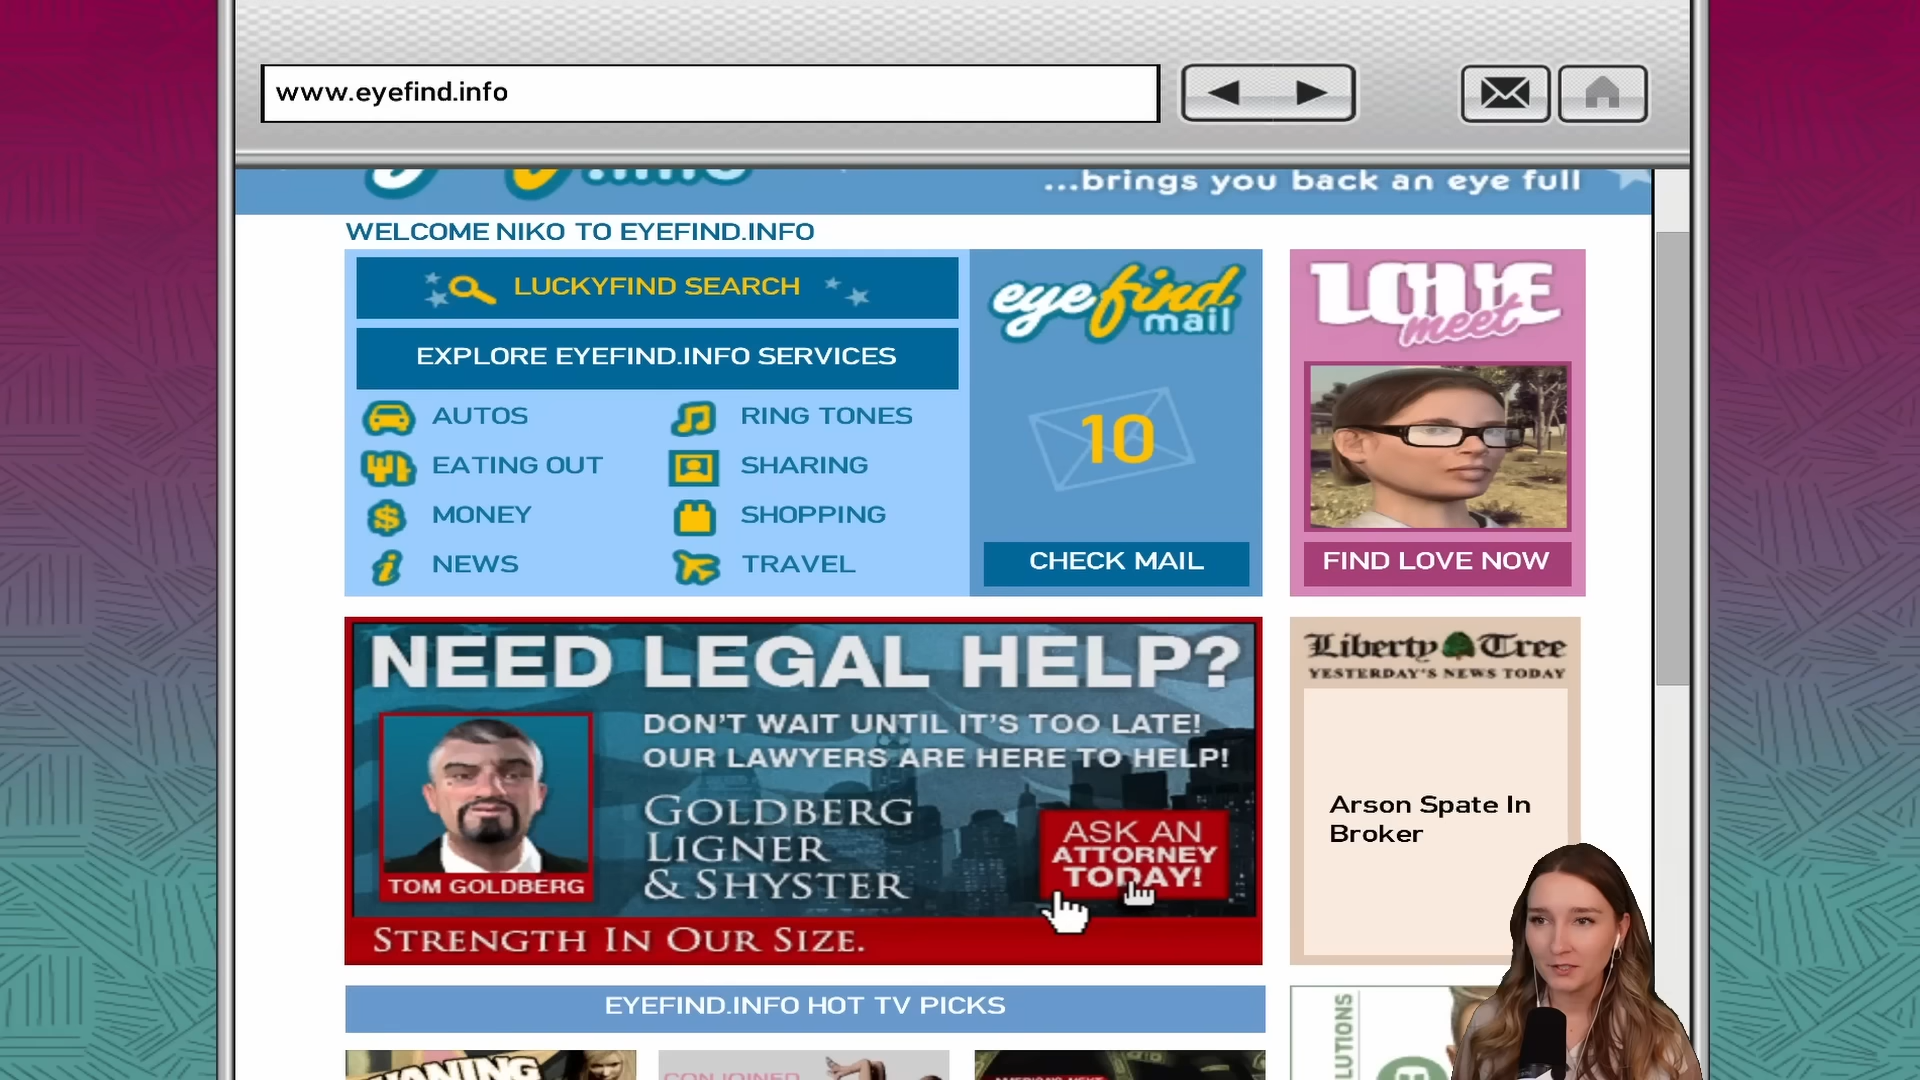 www.eyefind.info
...brings you back an eye full
WELCOME NIKO TO EYEFIND.INFO
LUCKYFIND SEARCH
EXPLORE EYEFIND.INFO SERVICES
AUTOS
RING TONES
EATING OUT
SHARING
MONEY
SHOPPING
NEWS
TRAVEL
eyefind.
mail
10
CHECK MAIL
LOVE
meet
FIND LOVE NOW
NEED LEGAL HELP?
DON'T WAIT UNTIL IT'S TOO LATE!
OUR LAWYERS ARE HERE TO HELP!
GOLDBERG
LIGNER
& SHYSTER
TOM GOLDBERG
ASK AN
ATTORNEY
TODAY!
STRENGTH IN OUR SIZE.
Liberty Tree
YESTERDAY'S NEWS TODAY
Arson Spate In
Broker
EYEFIND.INFO HOT TV PICKS
CONJOINED
AMERICA'S NEXT